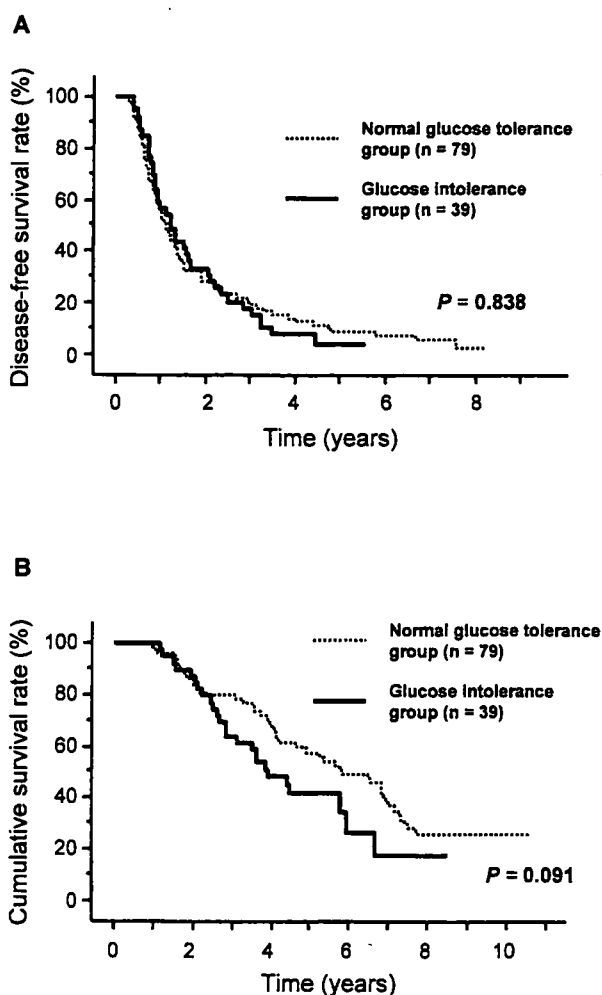 A
Disease-free survival rate (%)
100
80
60
40
20
0
Normal glucose tolerance
group (n = 79)
Glucose intolerance
group (n = 39)
P = 0.838
0 2 4 6 8
Time (years)
B
Cumulative survival rate (%)
100
80
60
40
20
0
Normal glucose tolerance
group (n = 79)
Glucose intolerance
group (n = 39)
P = 0.091
0 2 4 6 8 10
Time (years)